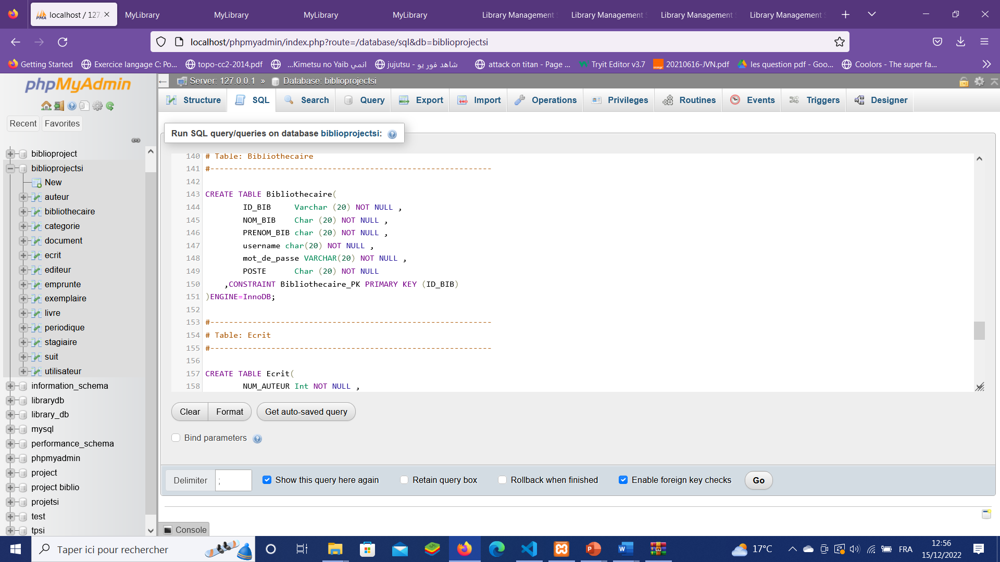 localhost / 127.
MyLibrary
MyLibrary
MyLibrary
MyLibrary
Library Management
Library Management
Library Management
Library Management
localhost/phpmyadmin/index.php?route=/database/sql&db=biblioprojectsi
Getting Started
Exercice langage C: Po...
topo-cc2-2014.pdf
انمي Kimetsu no Yaib...
شاهد فور يو - jujutsu
attack on titan - Page ...
Tryit Editor v3.7
20210616-JVN.pdf
les question pdf - Goo...
Coolors - The super fa...
phpMyAdmin
Recent
Favorites
biblioproject
biblioprojectsi
New
auteur
bibliothecaire
categorie
document
ecrit
editeur
emprunte
exemplaire
livre
periodique
stagiaire
suit
utilisateur
information_schema
librarydb
library_db
mysql
performance_schema
phpmyadmin
project
project biblio
projetsi
test
tpsi
Server: 127.0.0.1 » Database: biblioprojectsi
Structure
SQL
Search
Query
Export
Import
Operations
Privileges
Routines
Events
Triggers
Designer
Run SQL query/queries on database biblioprojectsi:
140 # Table: Bibliothecaire
141 #------------------------------------------------------------
142
143 CREATE TABLE Bibliothecaire(
144         ID_BIB     Varchar (20) NOT NULL ,
145         NOM_BIB    Char (20) NOT NULL ,
146         PRENOM_BIB char (20) NOT NULL ,
147         username char(20) NOT NULL ,
148         mot_de_passe VARCHAR(20) NOT NULL ,
149         POSTE      Char (20) NOT NULL
150     ,CONSTRAINT Bibliothecaire_PK PRIMARY KEY (ID_BIB)
151 )ENGINE=InnoDB;
152
153 #------------------------------------------------------------
154 # Table: Ecrit
155 #------------------------------------------------------------
156
157 CREATE TABLE Ecrit(
158         NUM_AUTEUR Int NOT NULL ,
Clear
Format
Get auto-saved query
Bind parameters
Delimiter
;
Show this query here again
Retain query box
Rollback when finished
Enable foreign key checks
Go
Console
Taper ici pour rechercher
17°C
FRA
12:56
15/12/2022